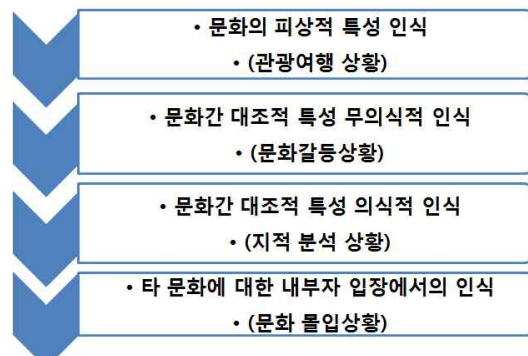 • 문화의 피상적 특성 인식
• (관광여행 상황)
• 문화간 대조적 특성 무의식적 인식
• (문화갈등상황)
• 문화간 대조적 특성 의식적 인식
• (지적 분석 상황)
• 타 문화에 대한 내부자 입장에서의 인식
• (문화 몰입상황)